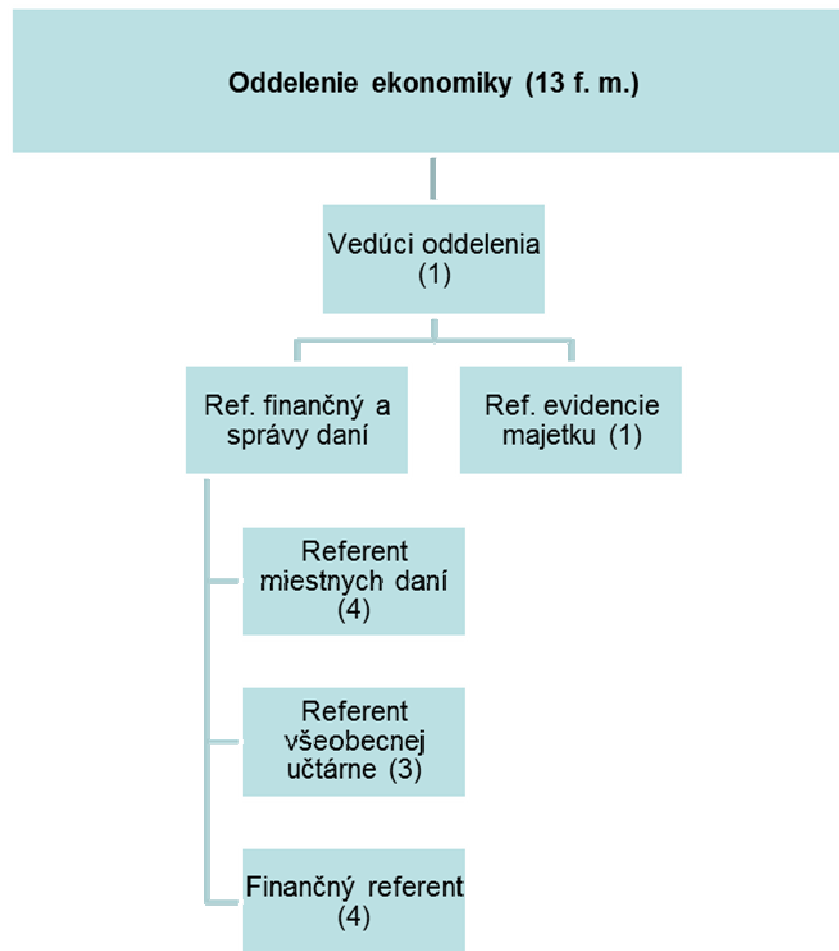 Oddelenie ekonomiky (13 f. m.)
Vedúci oddelenia
(1)
Ref. finančný a
správy daní
Ref. evidencie
majetku (1)
Referent
miestnych daní
(4)
Referent
všeobecnej
učtárne (3)
Finančný referent
(4)